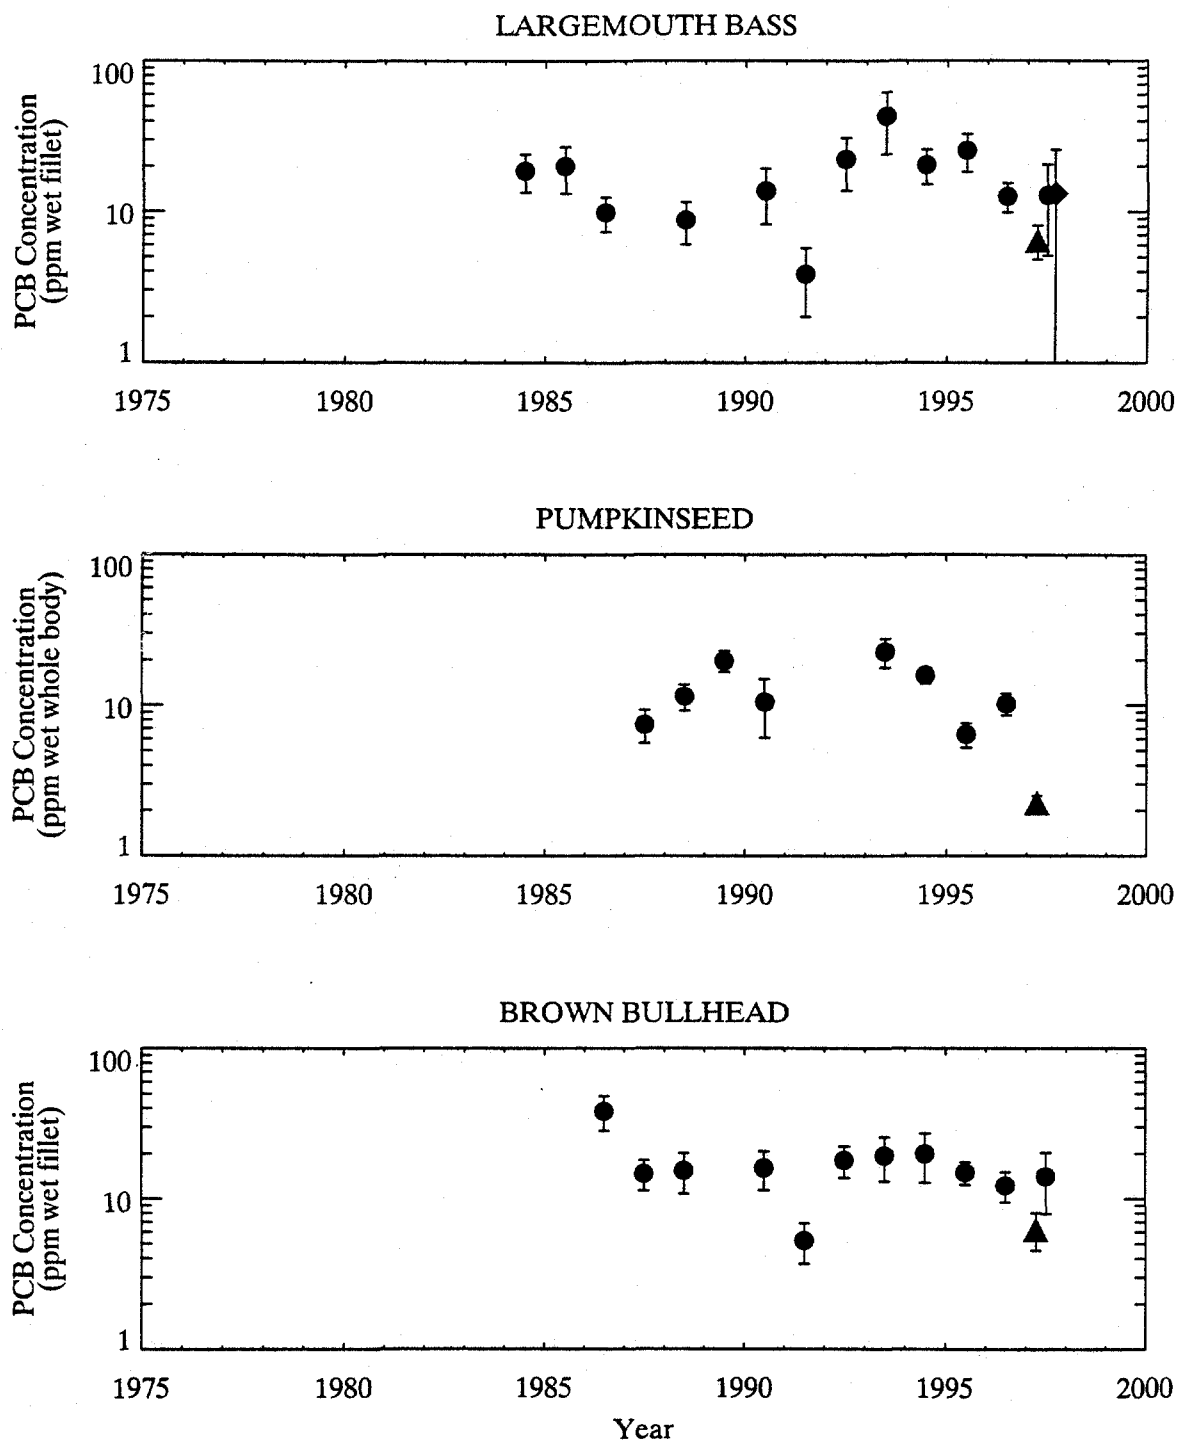 LARGEMOUTH BASS
PCB Concentration
(ppm wet fillet)
100
10
1
1975 1980 1985 1990 1995 2000
PUMPKINSEED
PCB Concentration
(ppm wet whole body)
100
10
1
1975 1980 1985 1990 1995 2000
BROWN BULLHEAD
PCB Concentration
(ppm wet fillet)
100
10
1
1975 1980 1985 1990 1995 2000
Year